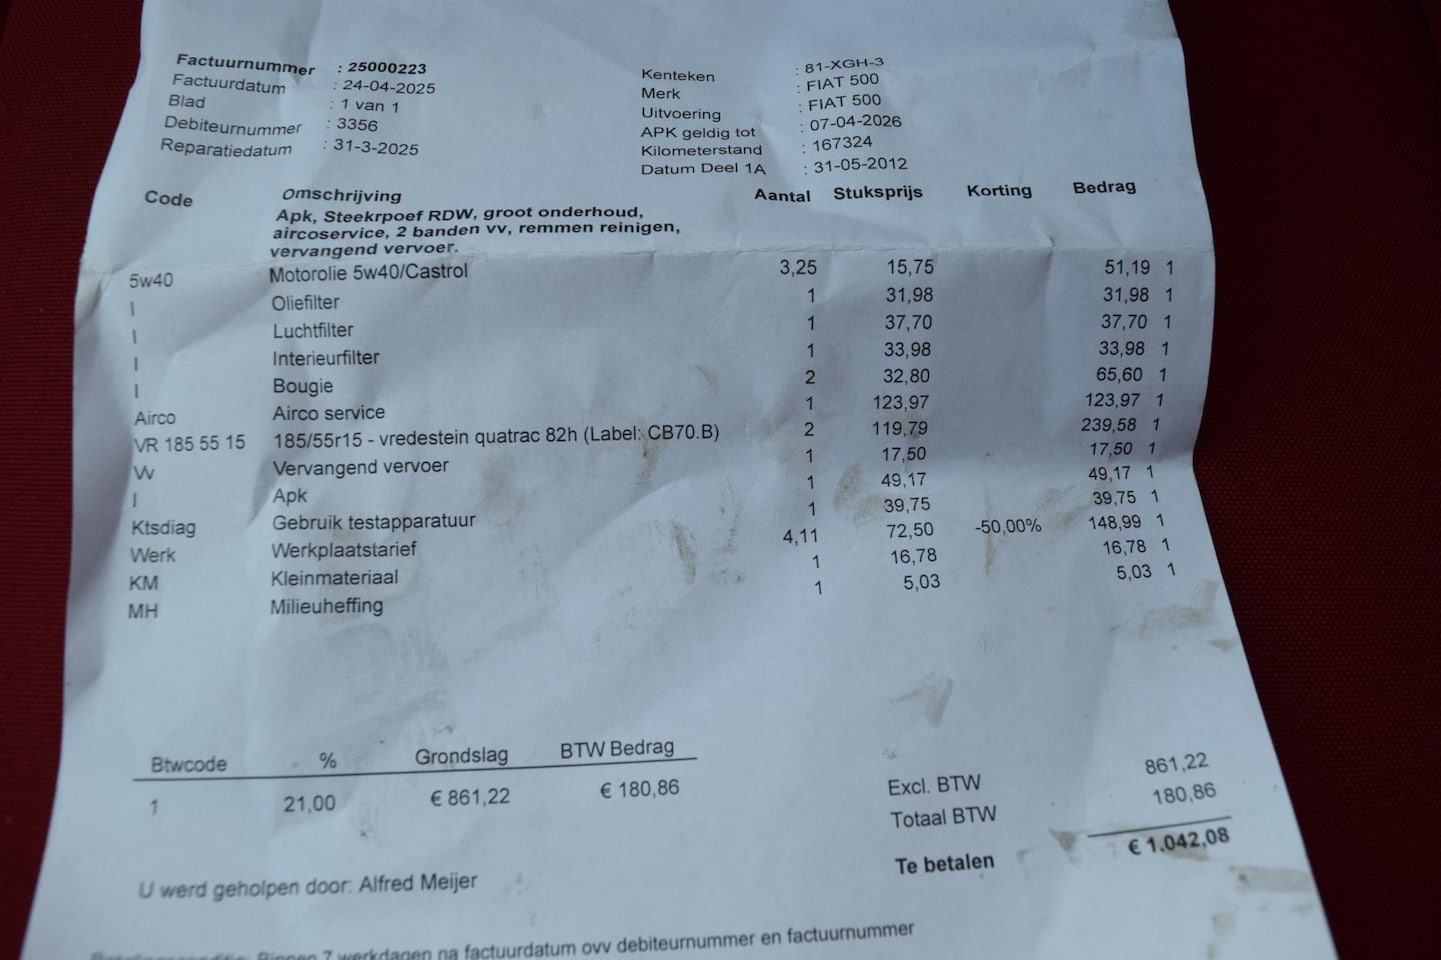 Factuurnummer : 25000223
Factuurdatum : 24-04-2025
Blad : 1 van 1
Debiteurnummer : 3356
Reparatiedatum : 31-3-2025
Kenteken : 81-XGH-3
Merk : FIAT 500
Uitvoering : FIAT 500
APK geldig tot : 07-04-2026
Kilometerstand : 167324
Datum Deel 1A : 31-05-2012
Code Omschrijving Aantal Stuksprijs Korting Bedrag
Apk, Steekrpoef RDW, groot onderhoud,
aircoservice, 2 banden vv, remmen reinigen,
vervangend vervoer.
5w40 Motorolie 5w40/Castrol 3,25 15,75 51,19 1
I Oliefilter 1 31,98 31,98 1
I Luchtfilter 1 37,70 37,70 1
I Interieurfilter 1 33,98 33,98 1
I Bougie 2 32,80 65,60 1
Airco Airco service 1 123,97 123,97 1
VR 185 55 15 185/55r15 - vredestein quatrac 82h (Label: CB70.B) 2 119,79 239,58 1
VV Vervangend vervoer 1 17,50 17,50 1
I Apk 1 49,17 49,17 1
Ktsdiag Gebruik testapparatuur 1 39,75 39,75 1
Werk Werkplaatstarief 4,11 72,50 -50,00% 148,99 1
KM Kleinmateriaal 1 16,78 16,78 1
MH Milieuheffing 1 5,03 5,03 1
Btwcode % Grondslag BTW Bedrag
1 21,00 € 861,22 € 180,86
Excl. BTW 861,22
Totaal BTW 180,86
Te betalen € 1.042,08
U werd geholpen door: Alfred Meijer
Binnen 7 werkdagen na factuurdatum ovv debiteurnummer en factuurnummer